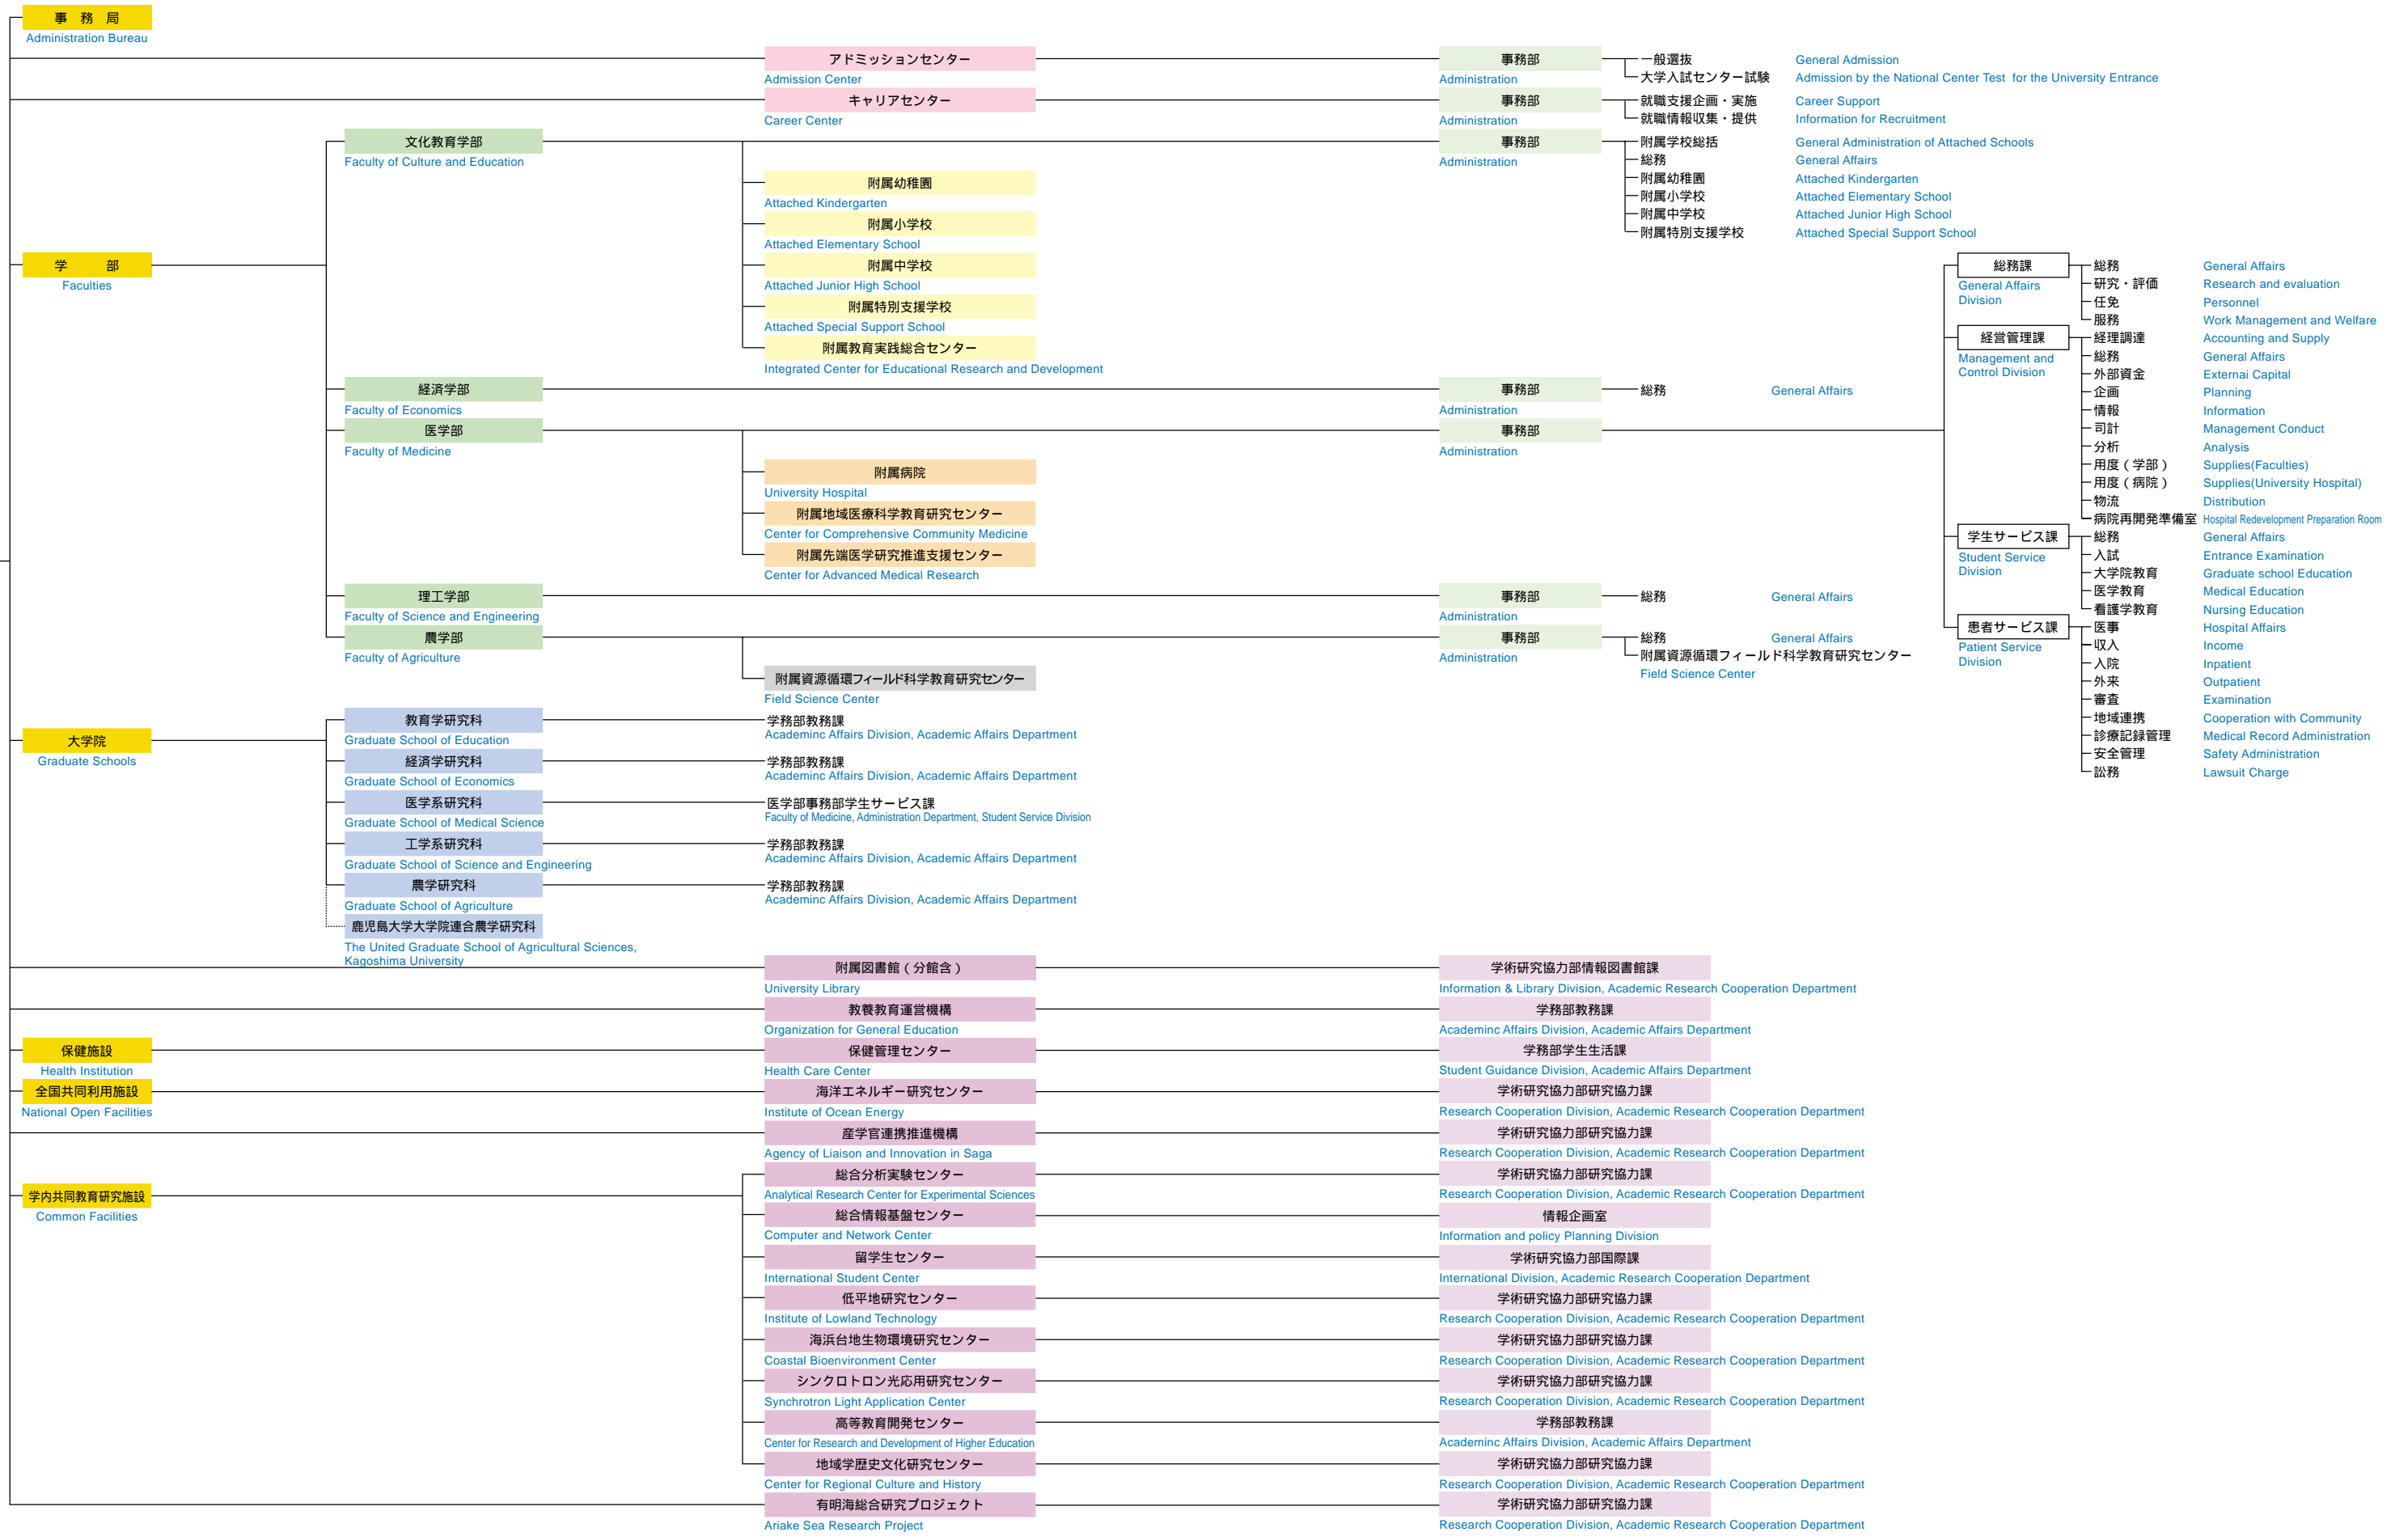 事　務　局
Administration Bureau
アドミッションセンター
Admission Center
事務部
Administration
一般選抜 General Admission
大学入試センター試験 Admission by the National Center Test for the University Entrance
キャリアセンター
Career Center
事務部
Administration
就職支援企画・実施 Career Support
就職情報収集・提供 Information for Recruitment
学　　部
Faculties
文化教育学部
Faculty of Culture and Education
附属幼稚園
Attached Kindergarten
附属小学校
Attached Elementary School
附属中学校
Attached Junior High School
附属特別支援学校
Attached Special Support School
附属教育実践総合センター
Integrated Center for Educational Research and Development
事務部
Administration
附属学校総括 General Administration of Attached Schools
総務 General Affairs
附属幼稚園 Attached Kindergarten
附属小学校 Attached Elementary School
附属中学校 Attached Junior High School
附属特別支援学校 Attached Special Support School
経済学部
Faculty of Economics
事務部
Administration
総務 General Affairs
医学部
Faculty of Medicine
附属病院
University Hospital
附属地域医療科学教育研究センター
Center for Comprehensive Community Medicine
附属先端医学研究推進支援センター
Center for Advanced Medical Research
事務部
Administration
総務課
General Affairs
Division
総務 General Affairs
研究・評価 Research and evaluation
任免 Personnel
服務 Work Management and Welfare
経営管理課
Management and
Control Division
経理調達 Accounting and Supply
総務 General Affairs
外部資金 Externai Capital
企画 Planning
情報 Information
司計 Management Conduct
分析 Analysis
用度（学部） Supplies(Faculties)
用度（病院） Supplies(University Hospital)
物流 Distribution
病院再開発準備室 Hospital Redevelopment Preparation Room
学生サービス課
Student Service
Division
総務 General Affairs
入試 Entrance Examination
大学院教育 Graduate school Education
医学教育 Medical Education
看護学教育 Nursing Education
患者サービス課
Patient Service
Division
医事 Hospital Affairs
収入 Income
入院 Inpatient
外来 Outpatient
審査 Examination
地域連携 Cooperation with Community
診療記録管理 Medical Record Administration
安全管理 Safety Administration
訟務 Lawsuit Charge
理工学部
Faculty of Science and Engineering
事務部
Administration
総務 General Affairs
農学部
Faculty of Agriculture
附属資源循環フィールド科学教育研究センター
Field Science Center
事務部
Administration
総務 General Affairs
附属資源循環フィールド科学教育研究センター
Field Science Center
大学院
Graduate Schools
教育学研究科
Graduate School of Education
学務部教務課
Academinc Affairs Division, Academic Affairs Department
経済学研究科
Graduate School of Economics
学務部教務課
Academinc Affairs Division, Academic Affairs Department
医学系研究科
Graduate School of Medical Science
医学部事務部学生サービス課
Faculty of Medicine, Administration Department, Student Service Division
工学系研究科
Graduate School of Science and Engineering
学務部教務課
Academinc Affairs Division, Academic Affairs Department
農学研究科
Graduate School of Agriculture
学務部教務課
Academinc Affairs Division, Academic Affairs Department
鹿児島大学大学院連合農学研究科
The United Graduate School of Agricultural Sciences,
Kagoshima University
附属図書館（分館含）
University Library
学術研究協力部情報図書館課
Information & Library Division, Academic Research Cooperation Department
教養教育運営機構
Organization for General Education
学務部教務課
Academinc Affairs Division, Academic Affairs Department
保健施設
Health Institution
保健管理センター
Health Care Center
学務部学生生活課
Student Guidance Division, Academic Affairs Department
全国共同利用施設
National Open Facilities
海洋エネルギー研究センター
Institute of Ocean Energy
学術研究協力部研究協力課
Research Cooperation Division, Academic Research Cooperation Department
産学官連携推進機構
Agency of Liaison and Innovation in Saga
学術研究協力部研究協力課
Research Cooperation Division, Academic Research Cooperation Department
学内共同教育研究施設
Common Facilities
総合分析実験センター
Analytical Research Center for Experimental Sciences
学術研究協力部研究協力課
Research Cooperation Division, Academic Research Cooperation Department
総合情報基盤センター
Computer and Network Center
情報企画室
Information and policy Planning Division
留学生センター
International Student Center
学術研究協力部国際課
International Division, Academic Research Cooperation Department
低平地研究センター
Institute of Lowland Technology
学術研究協力部研究協力課
Research Cooperation Division, Academic Research Cooperation Department
海浜台地生物環境研究センター
Coastal Bioenvironment Center
学術研究協力部研究協力課
Research Cooperation Division, Academic Research Cooperation Department
シンクロトロン光応用研究センター
Synchrotron Light Application Center
学術研究協力部研究協力課
Research Cooperation Division, Academic Research Cooperation Department
高等教育開発センター
Center for Research and Development of Higher Education
学務部教務課
Academinc Affairs Division, Academic Affairs Department
地域学歴史文化研究センター
Center for Regional Culture and History
学術研究協力部研究協力課
Research Cooperation Division, Academic Research Cooperation Department
有明海総合研究プロジェクト
Ariake Sea Research Project
学術研究協力部研究協力課
Research Cooperation Division, Academic Research Cooperation Department